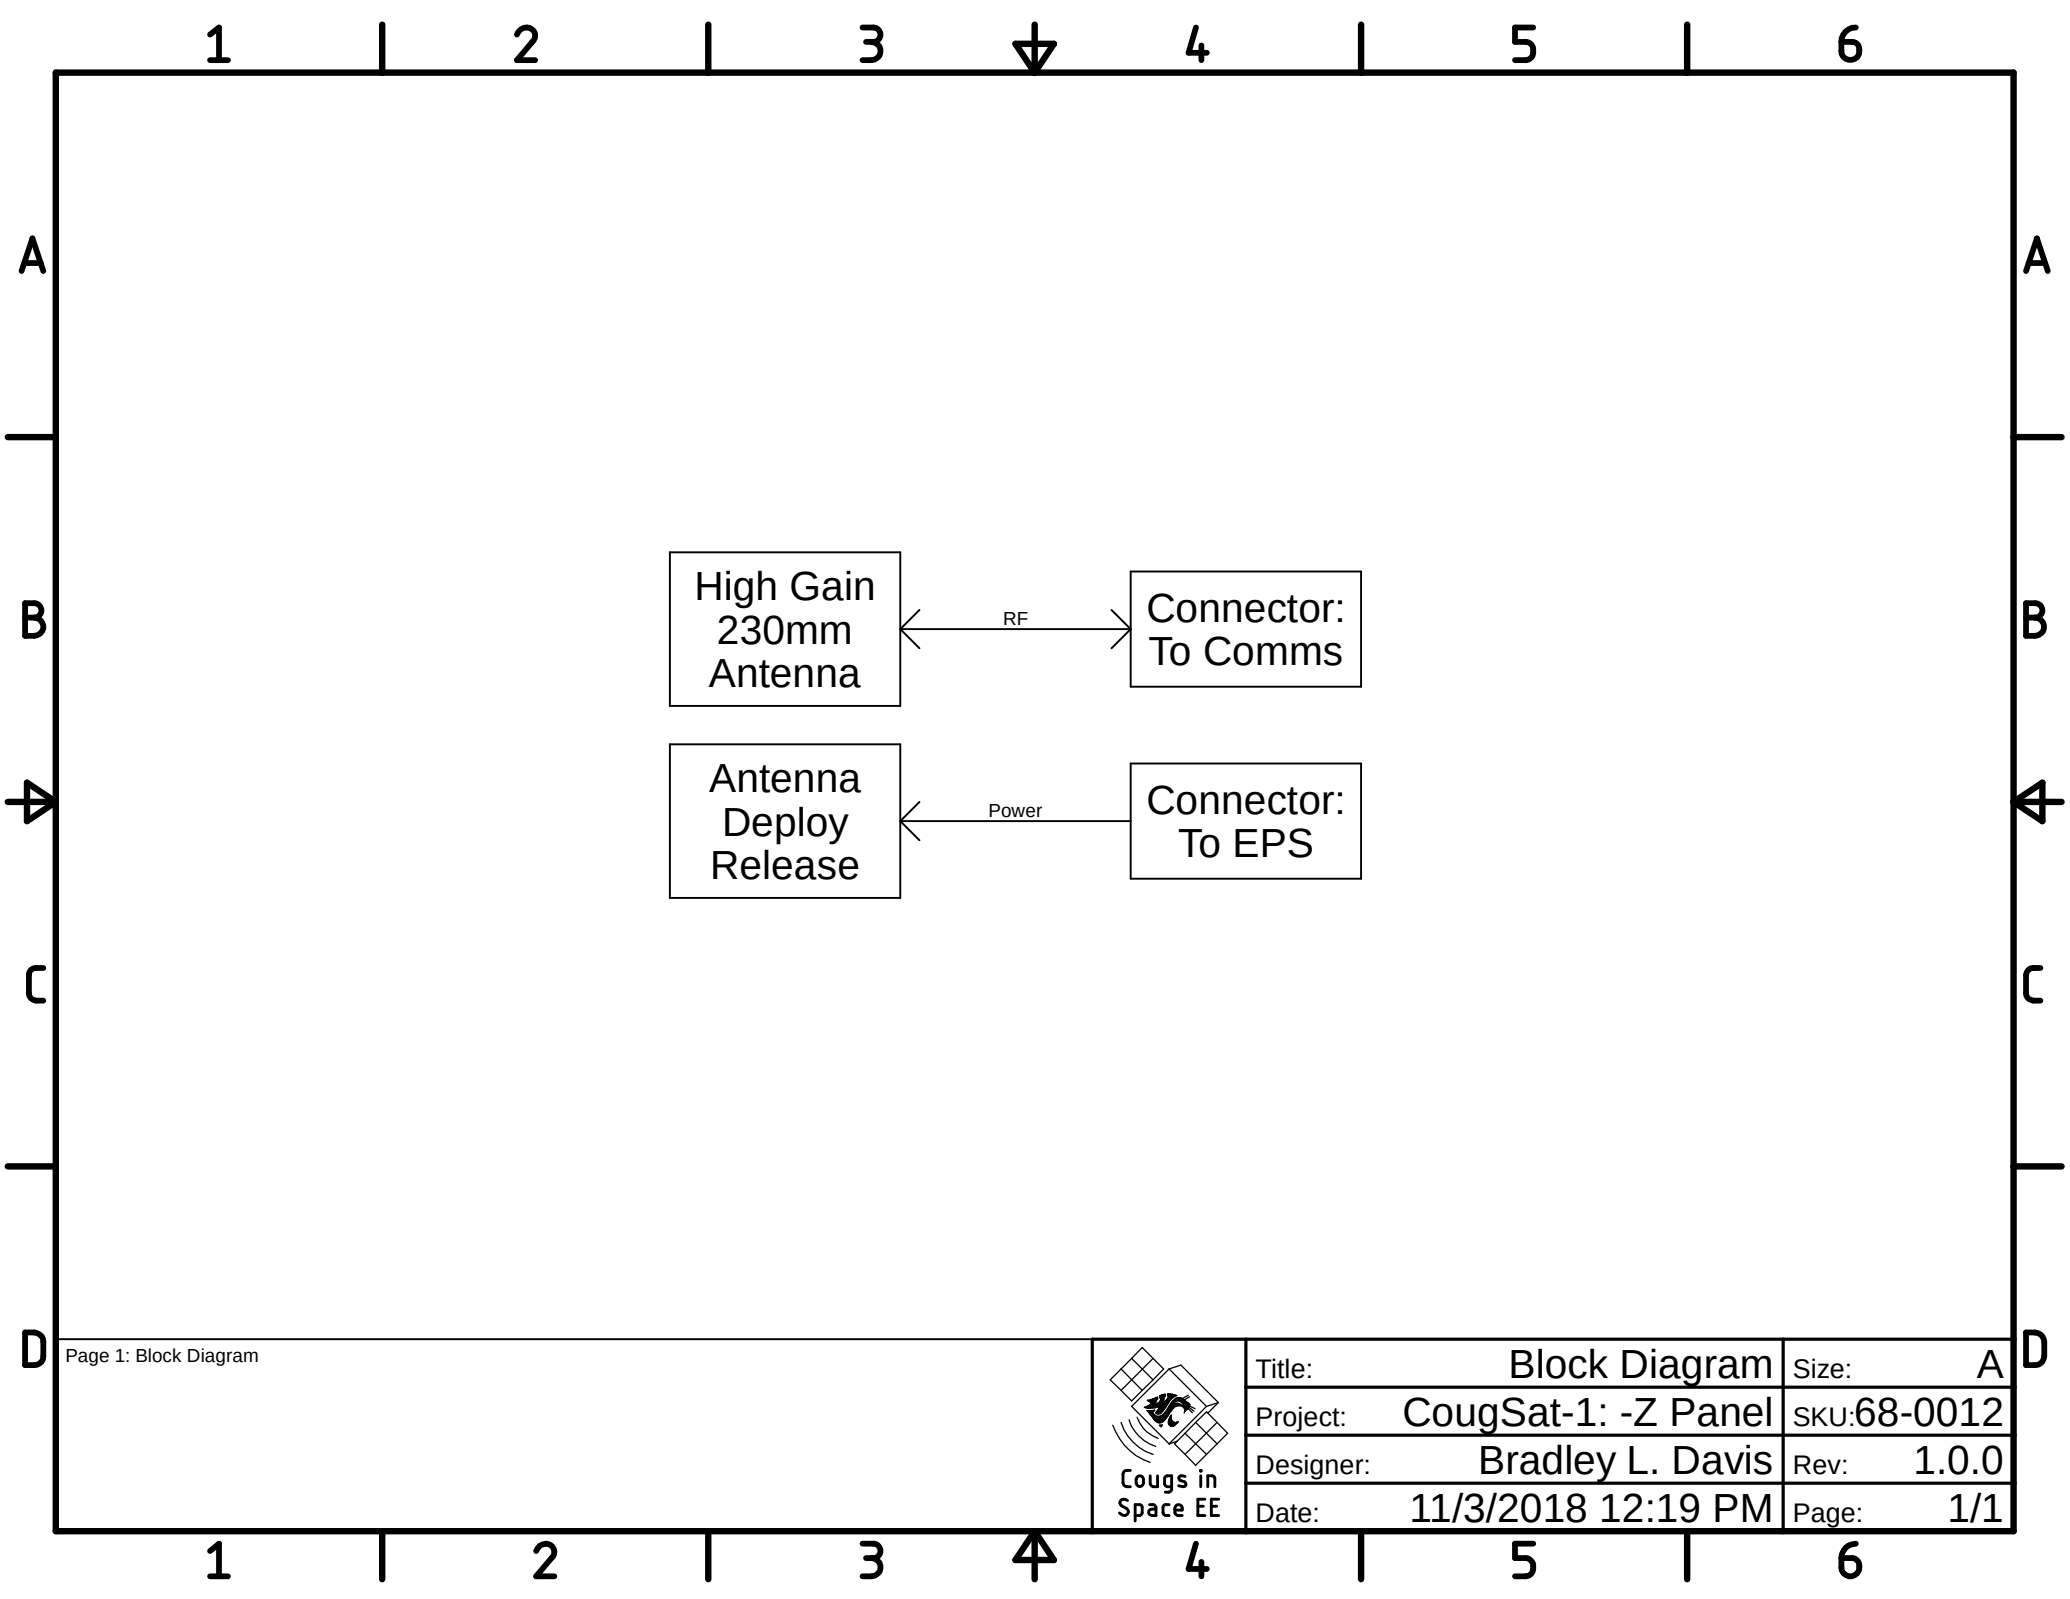 1 2 3 4 5 6
A A
High Gain
230mm
Antenna
RF
Connector:
To Comms
B B
Antenna
Deploy
Release
Power
Connector:
To EPS
C C
D D
Page 1: Block Diagram
Cougs in
Space EE
Title: Block Diagram Size: A
Project: CougSat-1: -Z Panel SKU:68-0012
Designer: Bradley L. Davis Rev: 1.0.0
Date: 11/3/2018 12:19 PM Page: 1/1
1 2 3 4 5 6